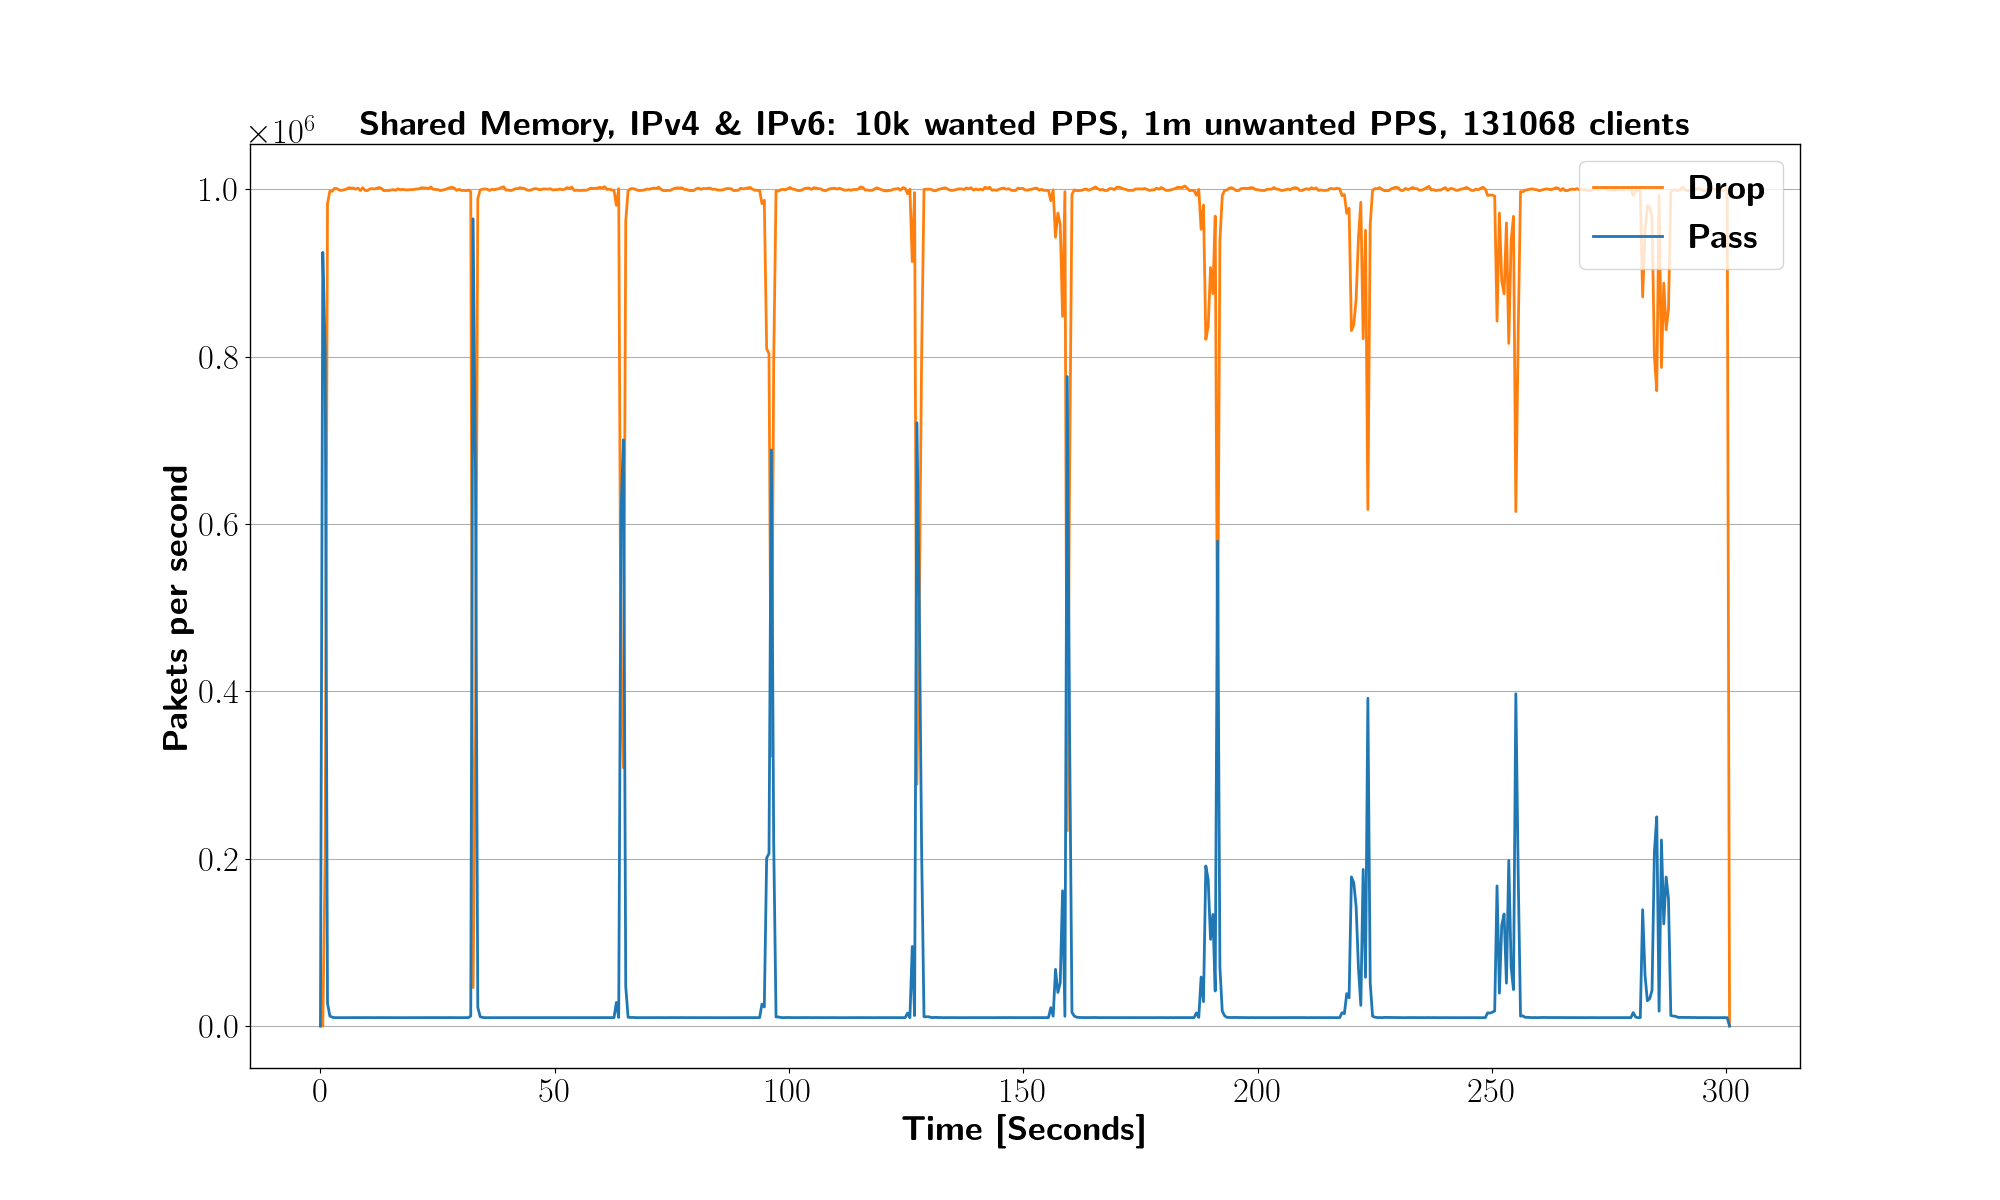 ×10⁶
Shared Memory, IPv4 & IPv6: 10k wanted PPS, 1m unwanted PPS, 131068 clients
Drop
Pass
1.0
0.8
0.6
0.4
0.2
0.0
Pakets per second
0 50 100 150 200 250 300
Time [Seconds]